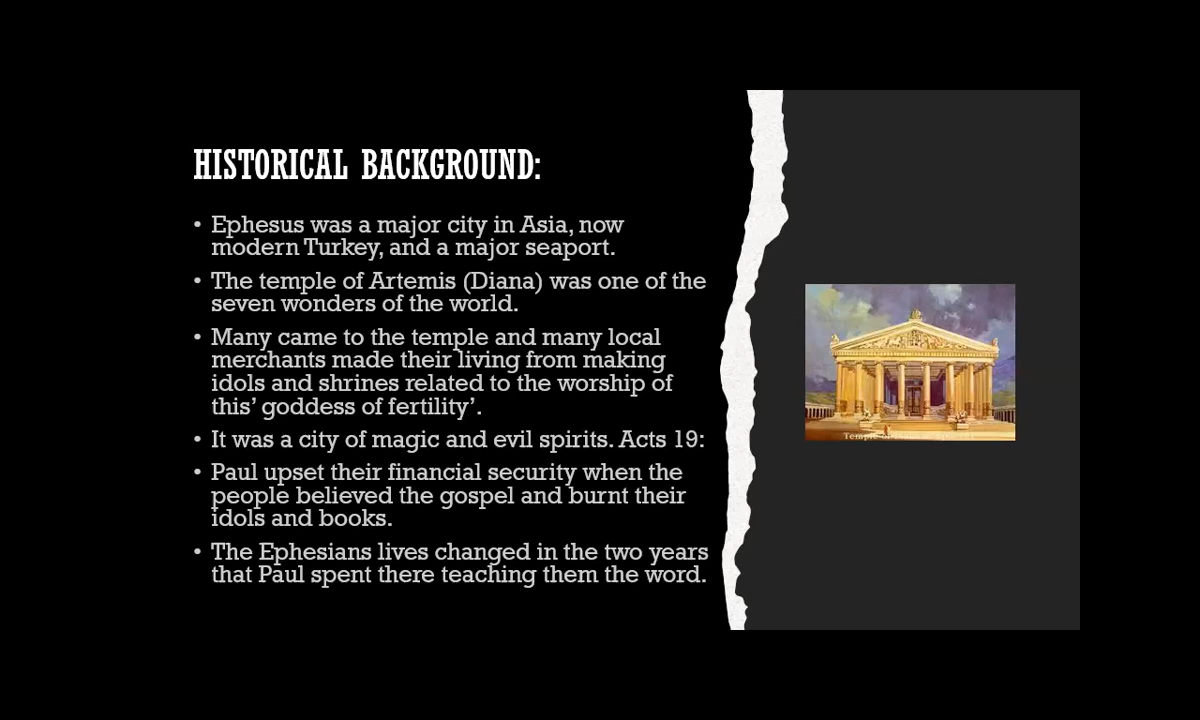 HISTORICAL BACKGROUND:
• Ephesus was a major city in Asia, now
modern Turkey, and a major seaport.
• The temple of Artemis (Diana) was one of the
seven wonders of the world.
• Many came to the temple and many local
merchants made their living from making
idols and shrines related to the worship of
this’ goddess of fertility’.
• It was a city of magic and evil spirits. Acts 19:
• Paul upset their financial security when the
people believed the gospel and burnt their
idols and books.
• The Ephesians lives changed in the two years
that Paul spent there teaching them the word.
Temple